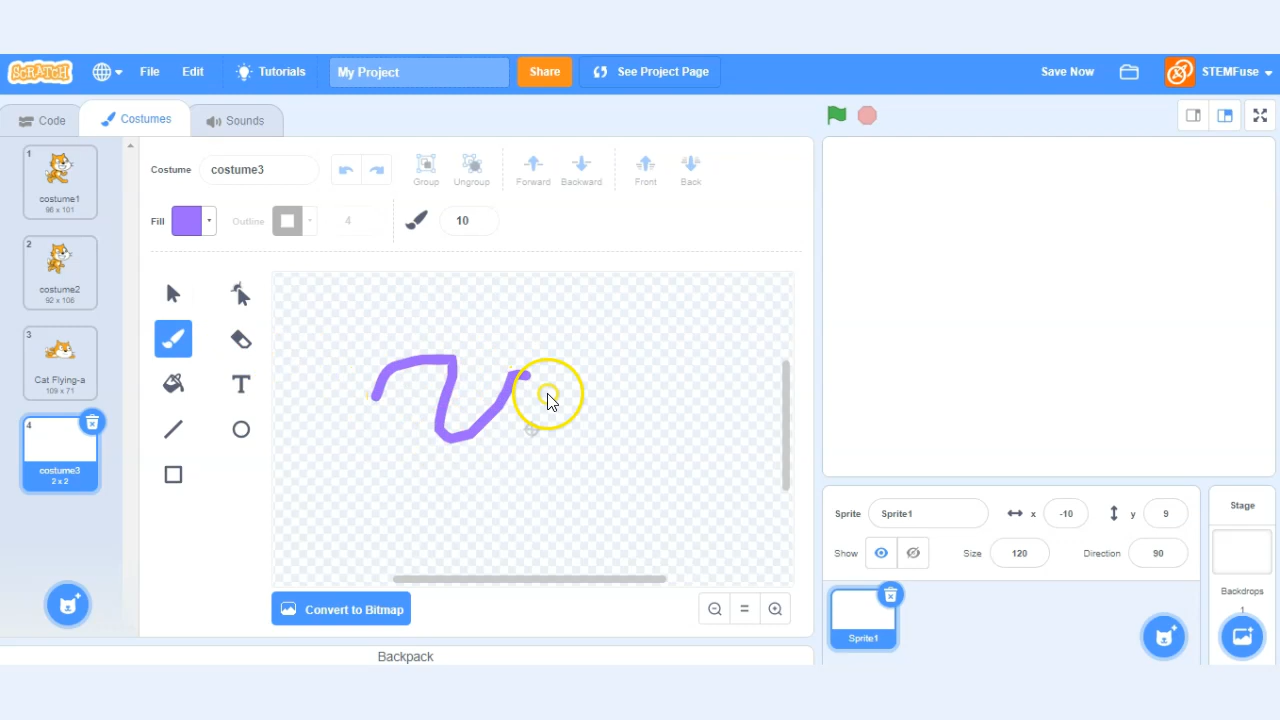 SCRATCH File Edit Tutorials My Project Share See Project Page Save Now STEMFuse
Code Costumes Sounds
1
costume1
96 x 101
2
costume2
92 x 106
3
Cat Flying-a
109 x 71
4
costume3
2 x 2
Costume costume3 Group Ungroup Forward Backward Front Back
Fill Outline 4 10
T
Convert to Bitmap
Backpack
Sprite Sprite1 x -10 y 9
Show Size 120 Direction 90
Sprite1
Stage
Backdrops
1